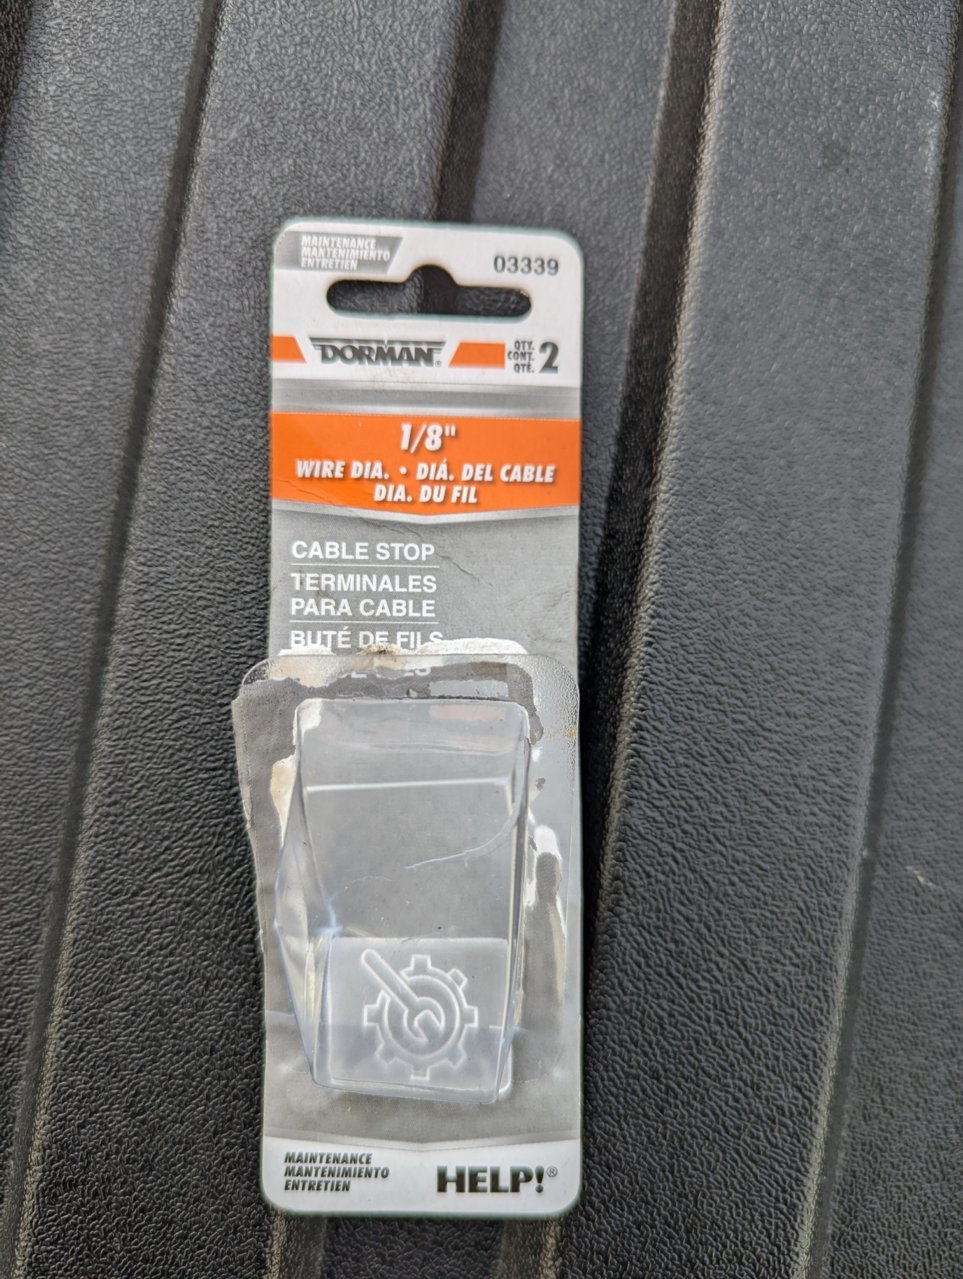 MAINTENANCE
MANTENIMIENTO
ENTRETIEN
03339
DORMAN®
QTY.
CONT.
QTÉ.
2
1/8"
WIRE DIA. • DIÁ. DEL CABLE
DIA. DU FIL
CABLE STOP
TERMINALES
PARA CABLE
BUTÉ DE FILS
MAINTENANCE
MANTENIMIENTO
ENTRETIEN
HELP!®